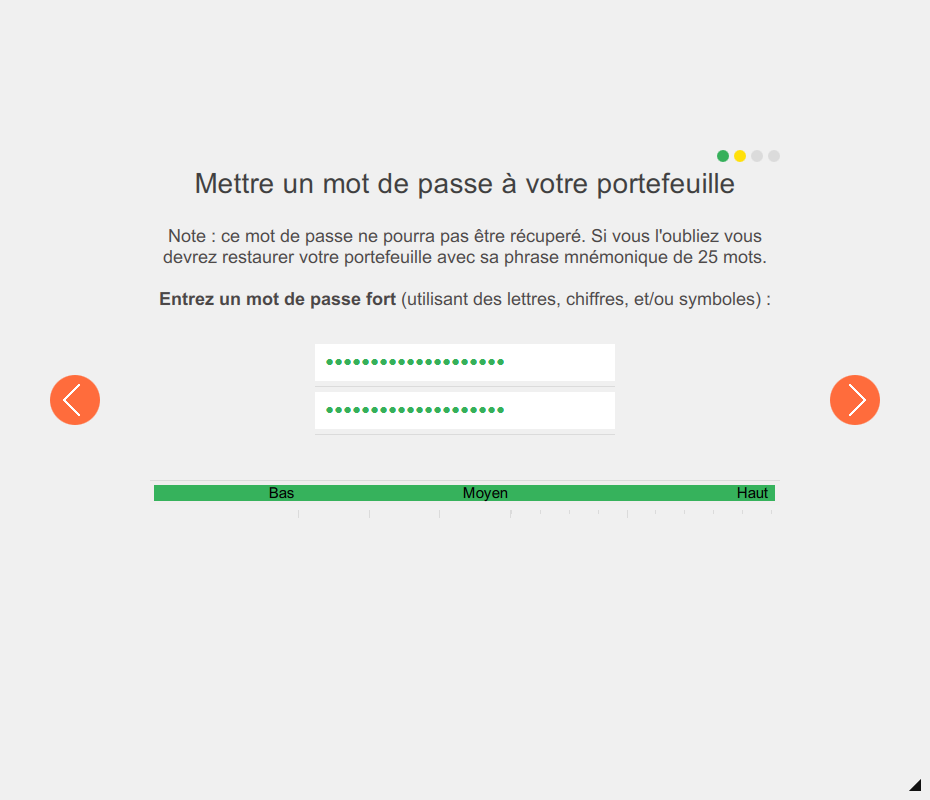 Mettre un mot de passe à votre portefeuille
Note : ce mot de passe ne pourra pas être récuperé. Si vous l'oubliez vous
devrez restaurer votre portefeuille avec sa phrase mnémonique de 25 mots.
Entrez un mot de passe fort (utilisant des lettres, chiffres, et/ou symboles) :
Bas Moyen Haut